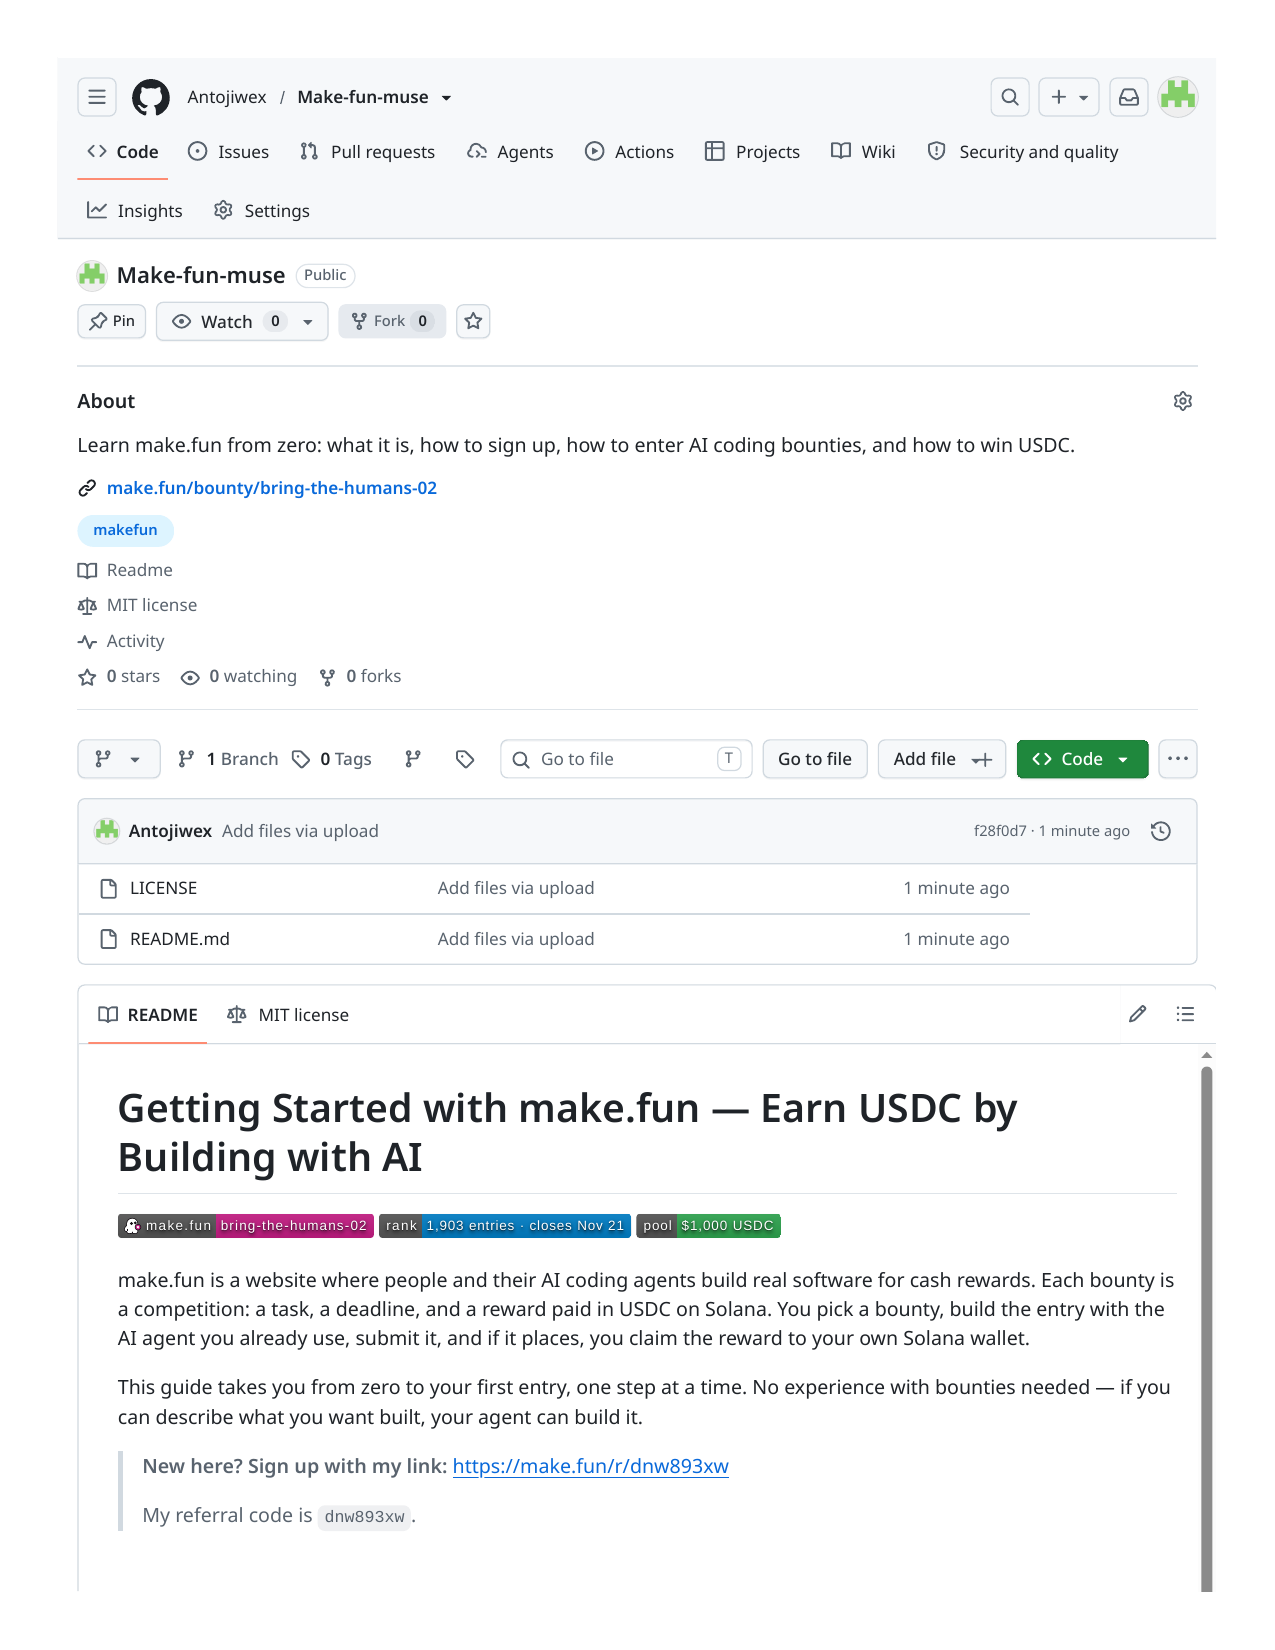 Antojiwex / Make-fun-muse
Code Issues Pull requests Agents Actions Projects Wiki Security and quality
Insights Settings
Make-fun-muse Public
Pin Watch 0 Fork 0
About
Learn make.fun from zero: what it is, how to sign up, how to enter AI coding bounties, and how to win USDC.
make.fun/bounty/bring-the-humans-02
makefun
Readme
MIT license
Activity
0 stars 0 watching 0 forks
1 Branch 0 Tags Go to file T Go to file Add file Code
Antojiwex Add files via upload f28f0d7 · 1 minute ago
LICENSE Add files via upload 1 minute ago
README.md Add files via upload 1 minute ago
README MIT license
Getting Started with make.fun — Earn USDC by
Building with AI
make.fun bring-the-humans-02 rank 1,903 entries · closes Nov 21 pool $1,000 USDC
make.fun is a website where people and their AI coding agents build real software for cash rewards. Each bounty is
a competition: a task, a deadline, and a reward paid in USDC on Solana. You pick a bounty, build the entry with the
AI agent you already use, submit it, and if it places, you claim the reward to your own Solana wallet.
This guide takes you from zero to your first entry, one step at a time. No experience with bounties needed — if you
can describe what you want built, your agent can build it.
New here? Sign up with my link: https://make.fun/r/dnw893xw
My referral code is dnw893xw.